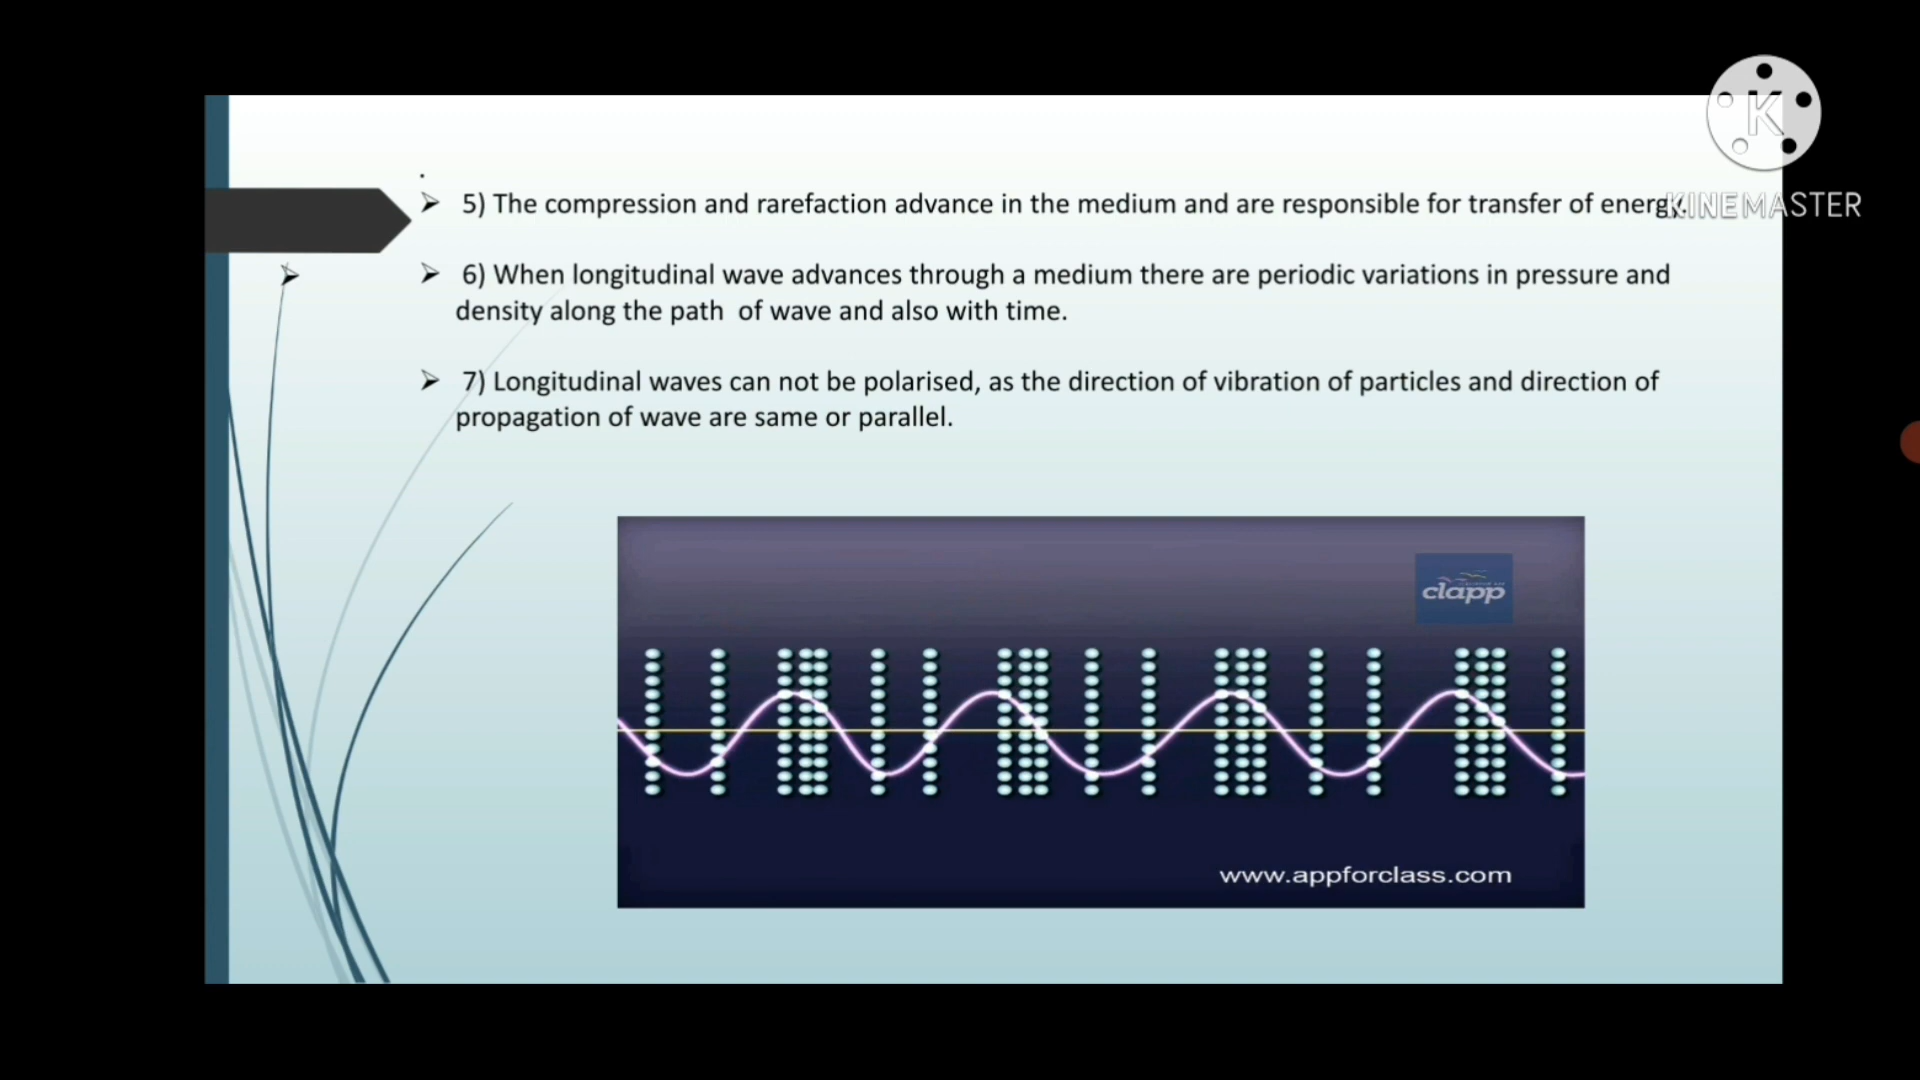 K
KINEMASTER
5) The compression and rarefaction advance in the medium and are responsible for transfer of energy.
6) When longitudinal wave advances through a medium there are periodic variations in pressure and
density along the path of wave and also with time.
7) Longitudinal waves can not be polarised, as the direction of vibration of particles and direction of
propagation of wave are same or parallel.
clapp
www.appforclass.com